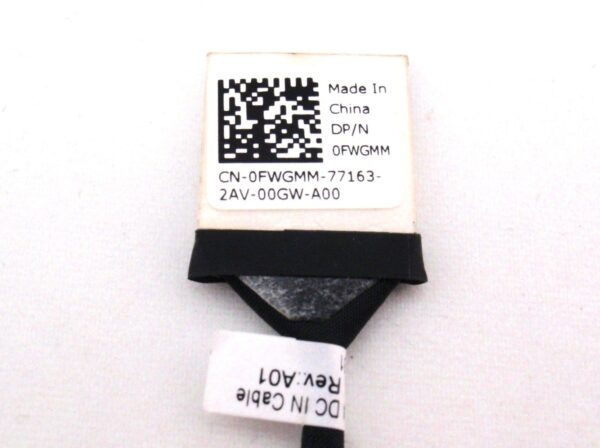 Made In
China
DP/N
0FWGMM
CN-0FWGMM-77163-
2AV-00GW-A00
DC IN Cable
Rev:A01